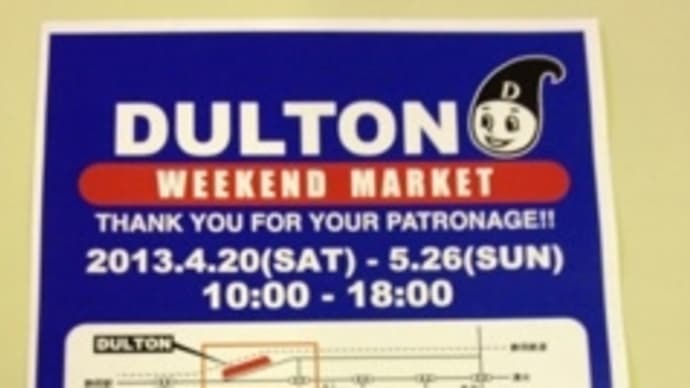 DULTON
D
WEEKEND MARKET
THANK YOU FOR YOUR PATRONAGE!!
2013.4.20(SAT) - 5.26(SUN)
10:00 - 18:00
DULTON